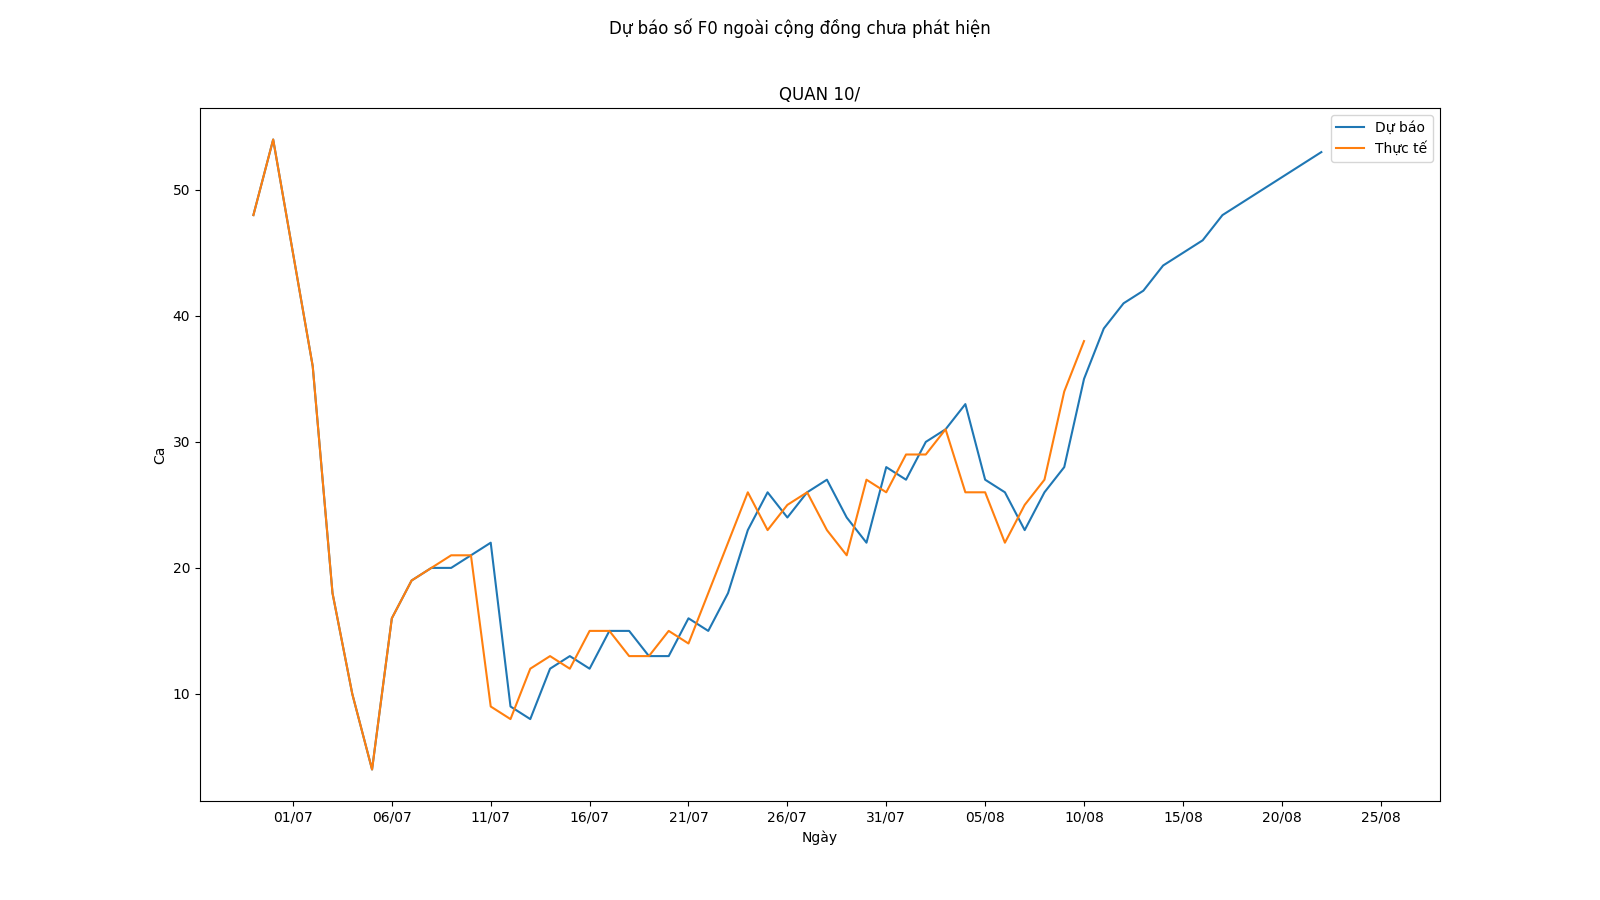 Dự báo số F0 ngoài cộng đồng chưa phát hiện
QUAN 10/
Dự báo
Thực tế
50
40
30
20
10
Ca
01/07 06/07 11/07 16/07 21/07 26/07 31/07 05/08 10/08 15/08 20/08 25/08
Ngày